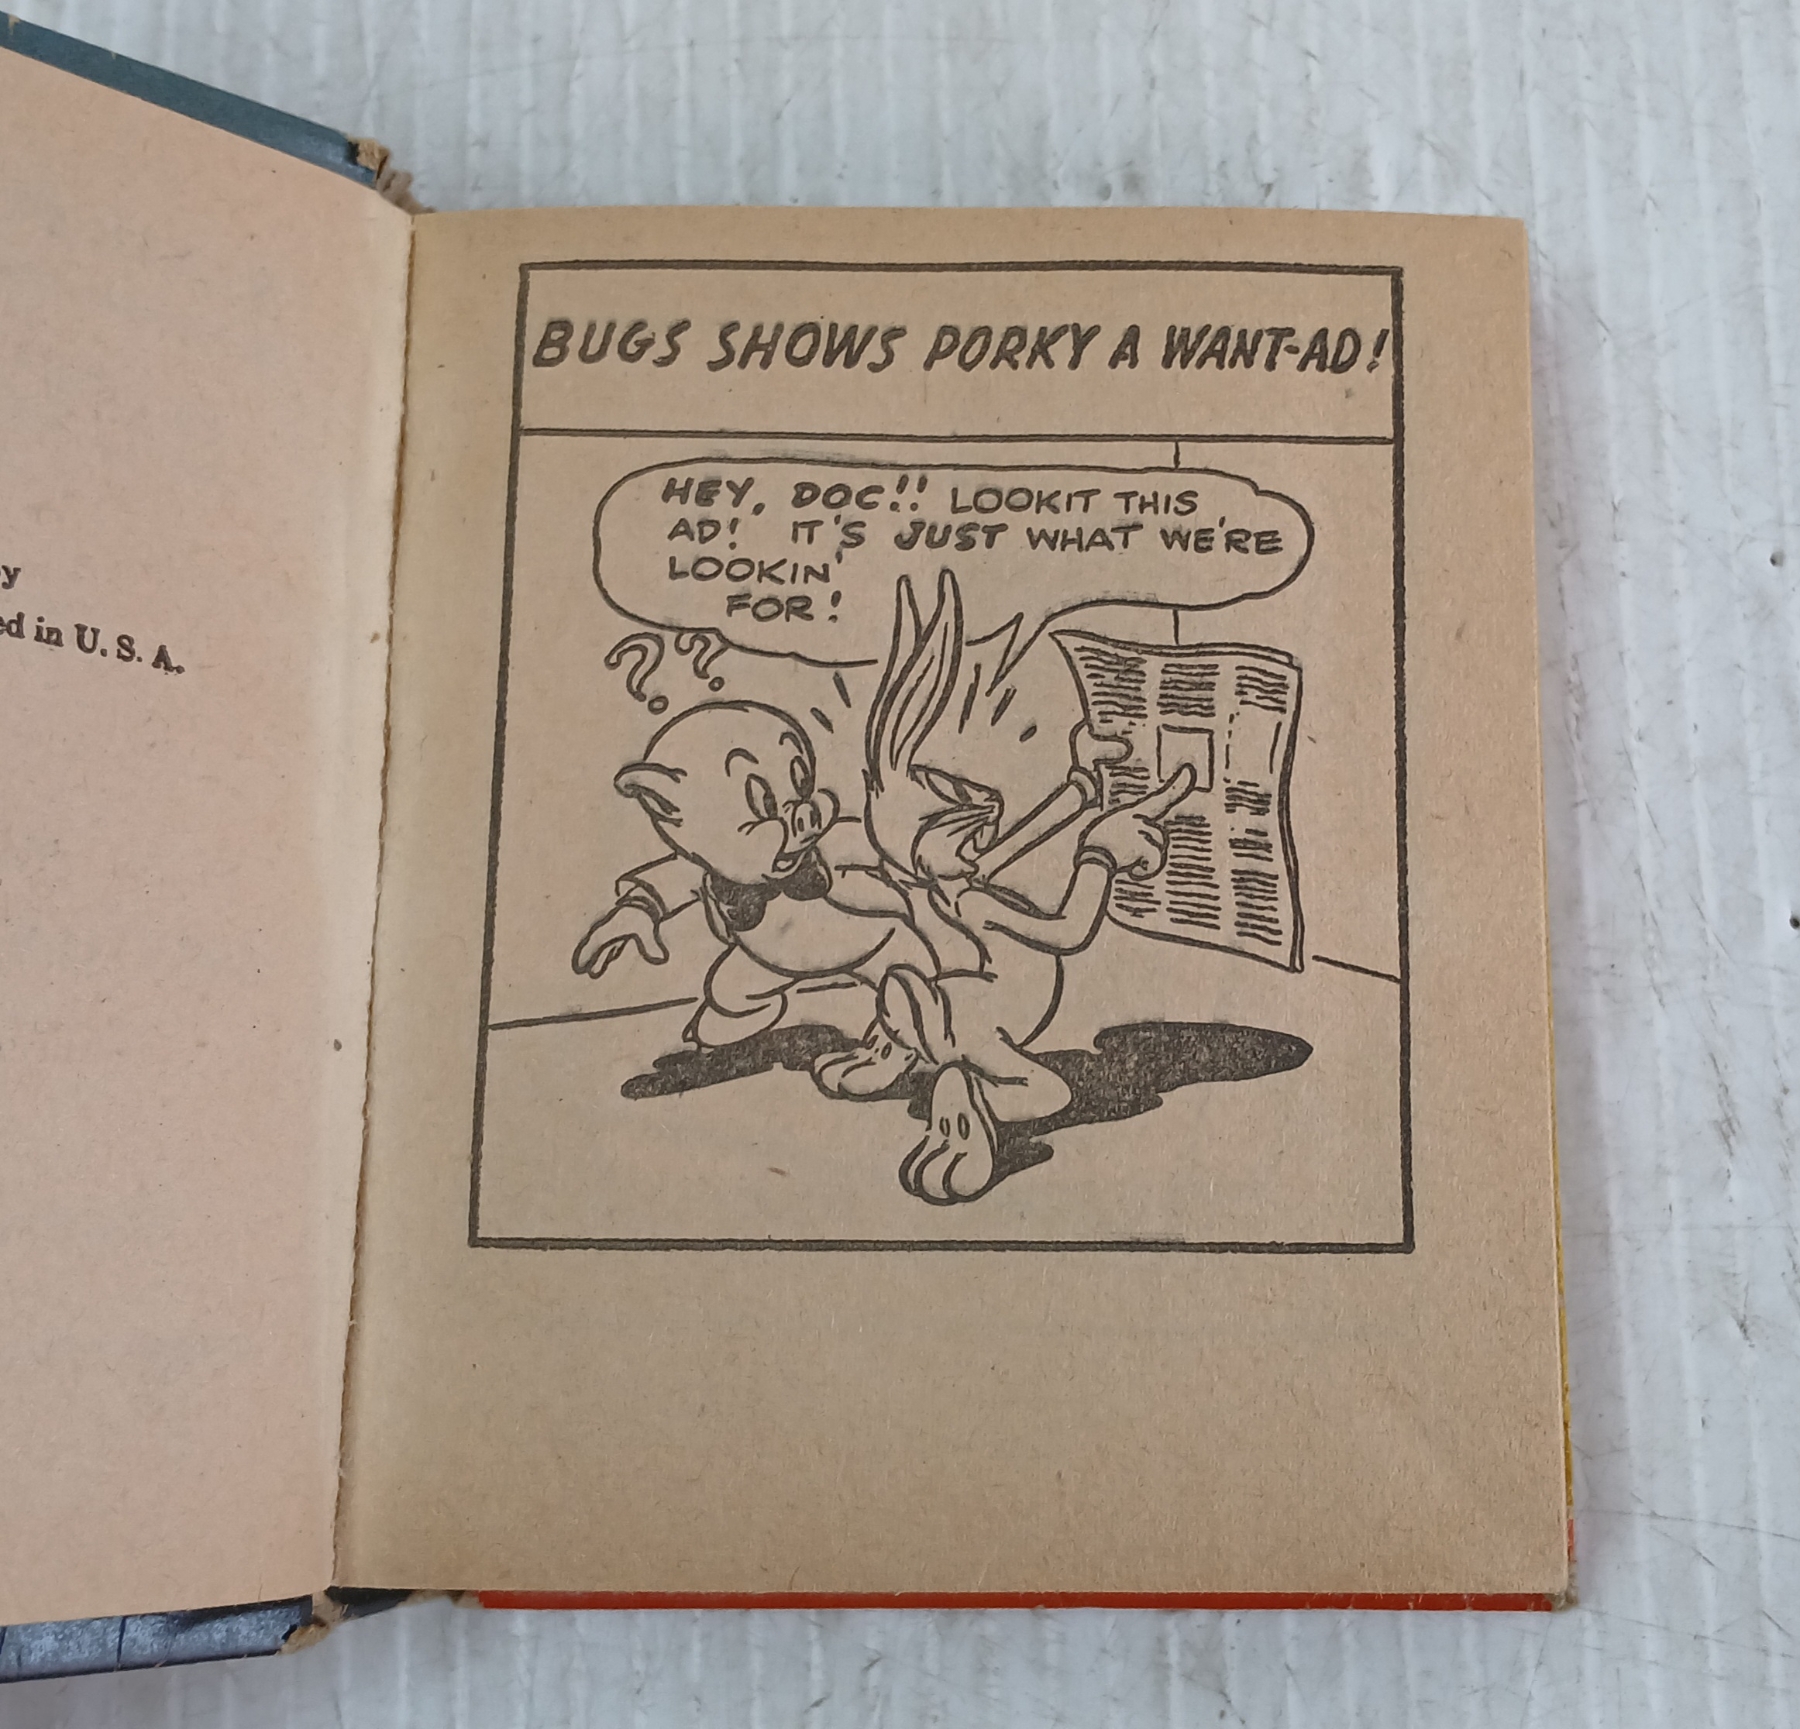 ed in U. S. A.
BUGS SHOWS PORKY A WANT-AD!
HEY, DOC!! LOOKIT THIS
AD! IT'S JUST WHAT WE'RE
LOOKIN'
FOR!
??